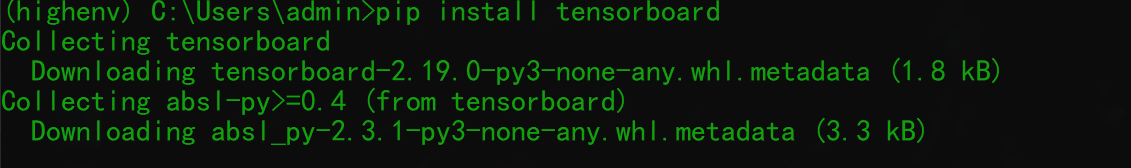 (highenv) C:\Users\admin>pip install tensorboard
Collecting tensorboard
  Downloading tensorboard-2.19.0-py3-none-any.whl.metadata (1.8 kB)
Collecting absl-py>=0.4 (from tensorboard)
  Downloading absl_py-2.3.1-py3-none-any.whl.metadata (3.3 kB)